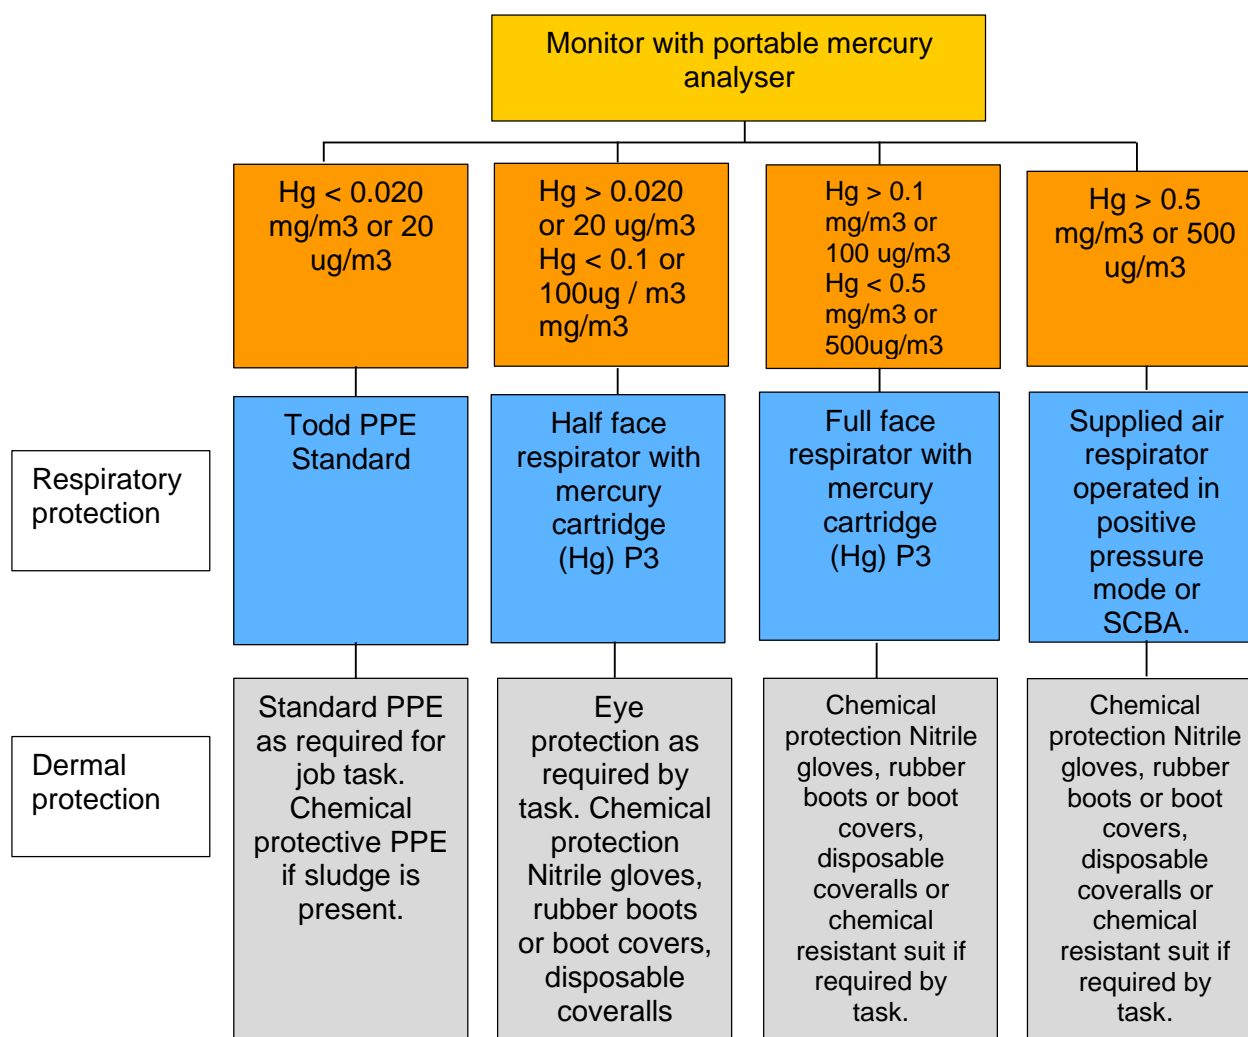 Monitor with portable mercury
analyser
Hg < 0.020
mg/m3 or 20
ug/m3
Hg > 0.020
or 20 ug/m3
Hg < 0.1 or
100ug / m3
mg/m3
Hg > 0.1
mg/m3 or
100 ug/m3
Hg < 0.5
mg/m3 or
500ug/m3
Hg > 0.5
mg/m3 or 500
ug/m3
Respiratory
protection
Todd PPE
Standard
Half face
respirator with
mercury
cartridge
(Hg) P3
Full face
respirator with
mercury
cartridge
(Hg) P3
Supplied air
respirator
operated in
positive
pressure
mode or
SCBA.
Dermal
protection
Standard PPE
as required for
job task.
Chemical
protective PPE
if sludge is
present.
Eye
protection as
required by
task. Chemical
protection
Nitrile gloves,
rubber boots
or boot covers,
disposable
coveralls
Chemical
protection Nitrile
gloves, rubber
boots or boot
covers,
disposable
coveralls or
chemical
resistant suit if
required by
task.
Chemical
protection Nitrile
gloves, rubber
boots or boot
covers,
disposable
coveralls or
chemical
resistant suit if
required by
task.